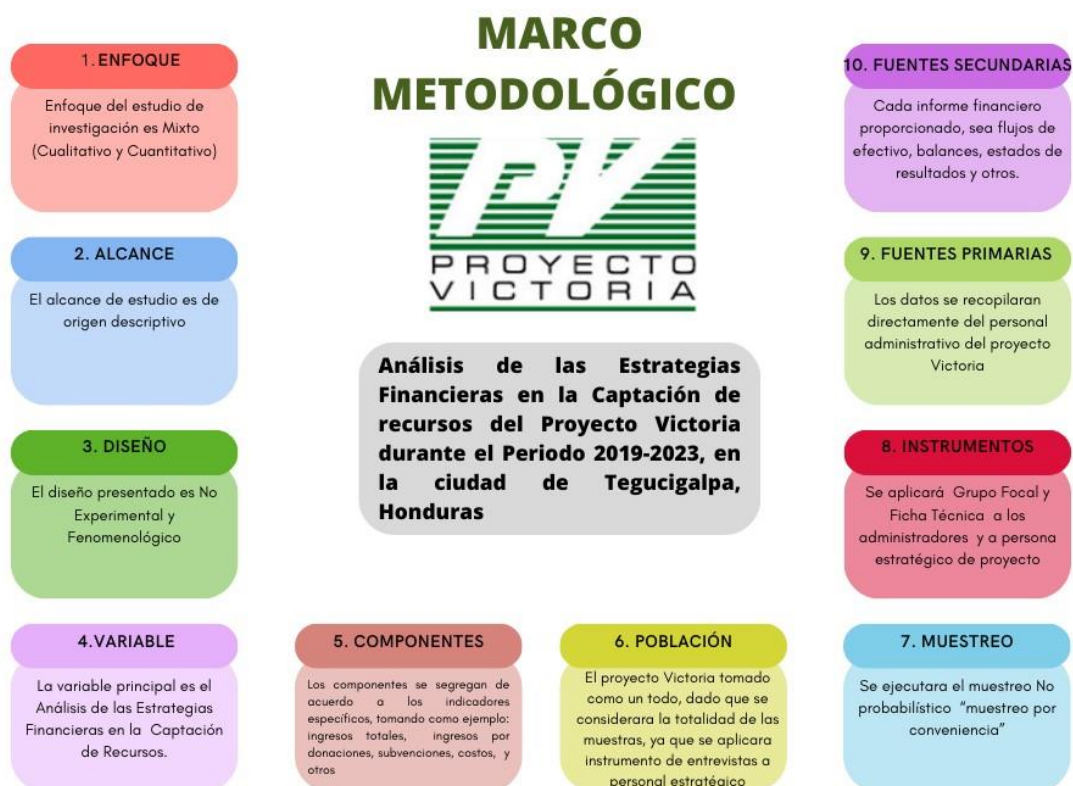 MARCO
METODOLÓGICO
PV
PROYECTO
VICTORIA
Análisis de las Estrategias
Financieras en la Captación de
recursos del Proyecto Victoria
durante el Periodo 2019-2023, en
la ciudad de Tegucigalpa,
Honduras
1. ENFOQUE
Enfoque del estudio de
investigación es Mixto
(Cualitativo y Cuantitativo)
2. ALCANCE
El alcance de estudio es de
origen descriptivo
3. DISEÑO
El diseño presentado es No
Experimental y
Fenomenológico
4.VARIABLE
La variable principal es el
Análisis de las Estrategias
Financieras en la Captación
de Recursos.
5. COMPONENTES
Los componentes se segregan de
acuerdo a los indicadores
específicos, tomando como ejemplo:
ingresos totales, ingresos por
donaciones, subvenciones, costos, y
otros
6. POBLACIÓN
El proyecto Victoria tomado
como un todo, dado que se
considerara la totalidad de las
muestras, ya que se aplicara
instrumento de entrevistas a
personal estratégico
7. MUESTREO
Se ejecutara el muestreo No
probabilístico “muestreo por
conveniencia”
8. INSTRUMENTOS
Se aplicará Grupo Focal y
Ficha Técnica a los
administradores y a persona
estratégico de proyecto
9. FUENTES PRIMARIAS
Los datos se recopilaran
directamente del personal
administrativo del proyecto
Victoria
10. FUENTES SECUNDARIAS
Cada informe financiero
proporcionado, sea flujos de
efectivo, balances, estados de
resultados y otros.